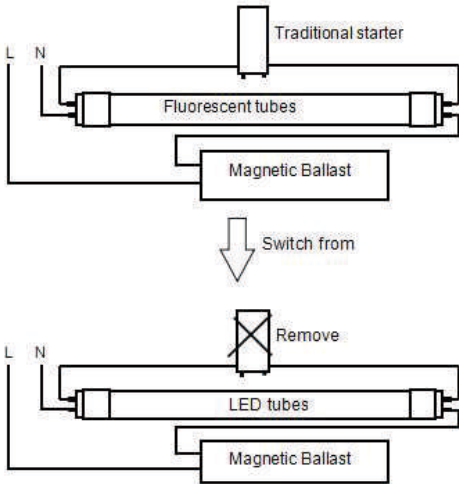 Traditional starter
L N
Fluorescent tubes
Magnetic Ballast
Switch from
Remove
L N
LED tubes
Magnetic Ballast